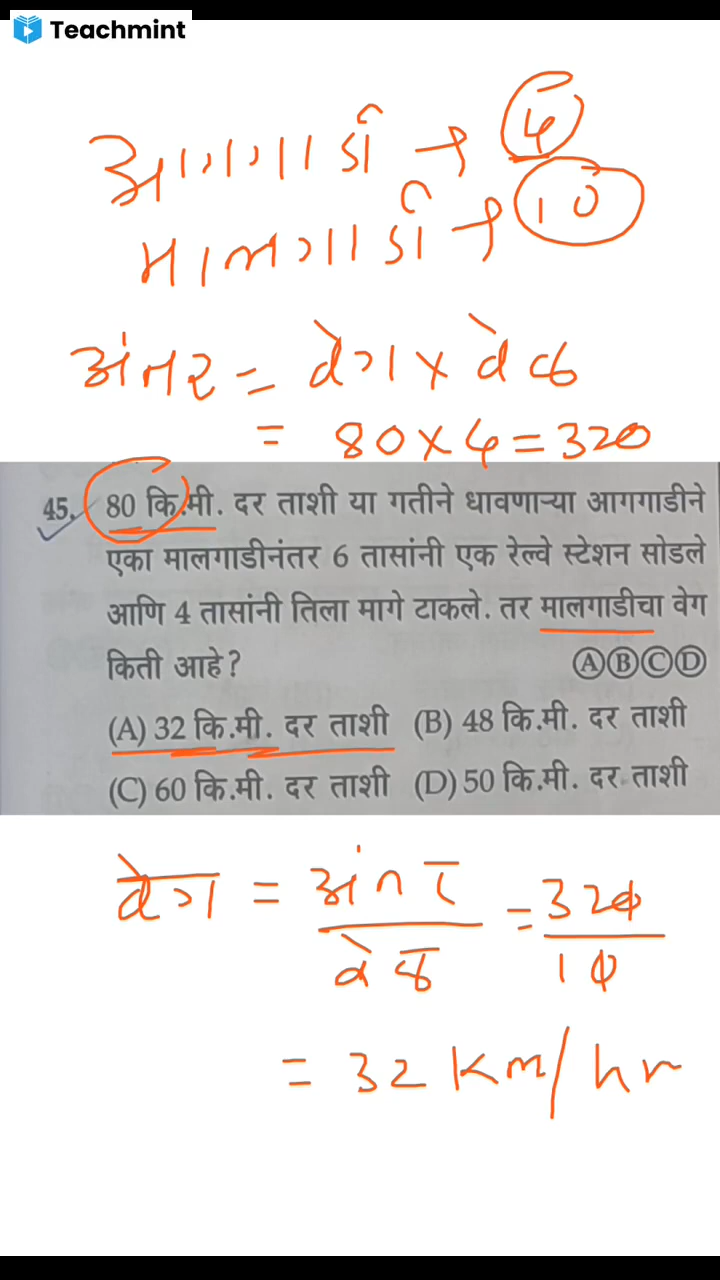 Teachmint
आगगाडी → 4
मालगाडी → 10
अंतर = वेग × वेळ
= 80 × 4 = 320
45. 80 कि.मी. दर ताशी या गतीने धावणाऱ्या आगगाडीने
एका मालगाडीनंतर 6 तासांनी एक रेल्वे स्टेशन सोडले
आणि 4 तासांनी तिला मागे टाकले. तर मालगाडीचा वेग
किती आहे? ⒶⒷⒸⒹ
(A) 32 कि.मी. दर ताशी (B) 48 कि.मी. दर ताशी
(C) 60 कि.मी. दर ताशी (D) 50 कि.मी. दर ताशी
वेग = अंतर / वेळ = 320 / 10
= 32 Km/hr